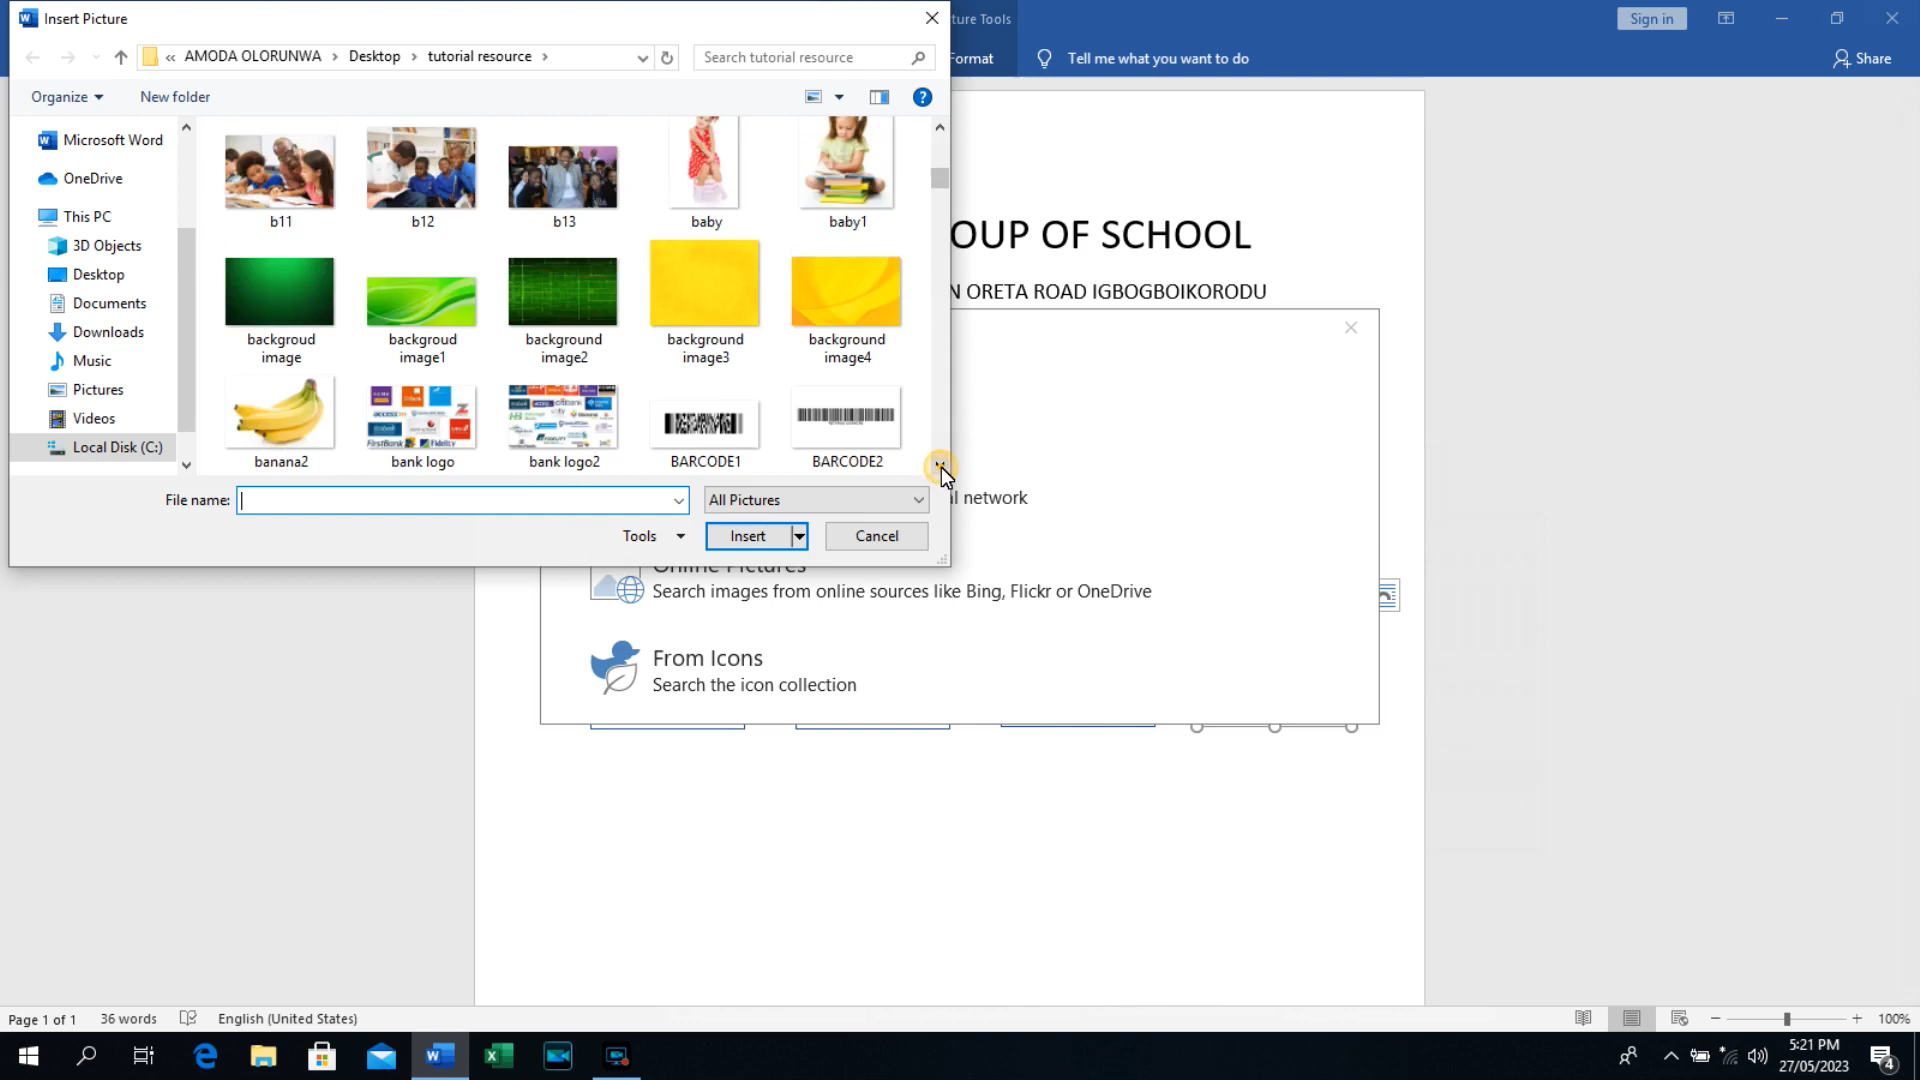 Insert Picture
ture Tools
Sign in
« AMODA OLORUNWA > Desktop > tutorial resource >
Search tutorial resource
Format
Tell me what you want to do
Share
Organize
New folder
Microsoft Word
OneDrive
This PC
3D Objects
Desktop
Documents
Downloads
Music
Pictures
Videos
Local Disk (C:)
b11
b12
b13
baby
baby1
backgroud image
backgroud image1
background image2
background image3
background image4
banana2
bank logo
bank logo2
BARCODE1
BARCODE2
File name:
All Pictures
Tools
Insert
Cancel
OUP OF SCHOOL
N ORETA ROAD IGBOGBOIKORODU
al network
Online Pictures
Search images from online sources like Bing, Flickr or OneDrive
From Icons
Search the icon collection
Page 1 of 1
36 words
English (United States)
100%
5:21 PM
27/05/2023
4